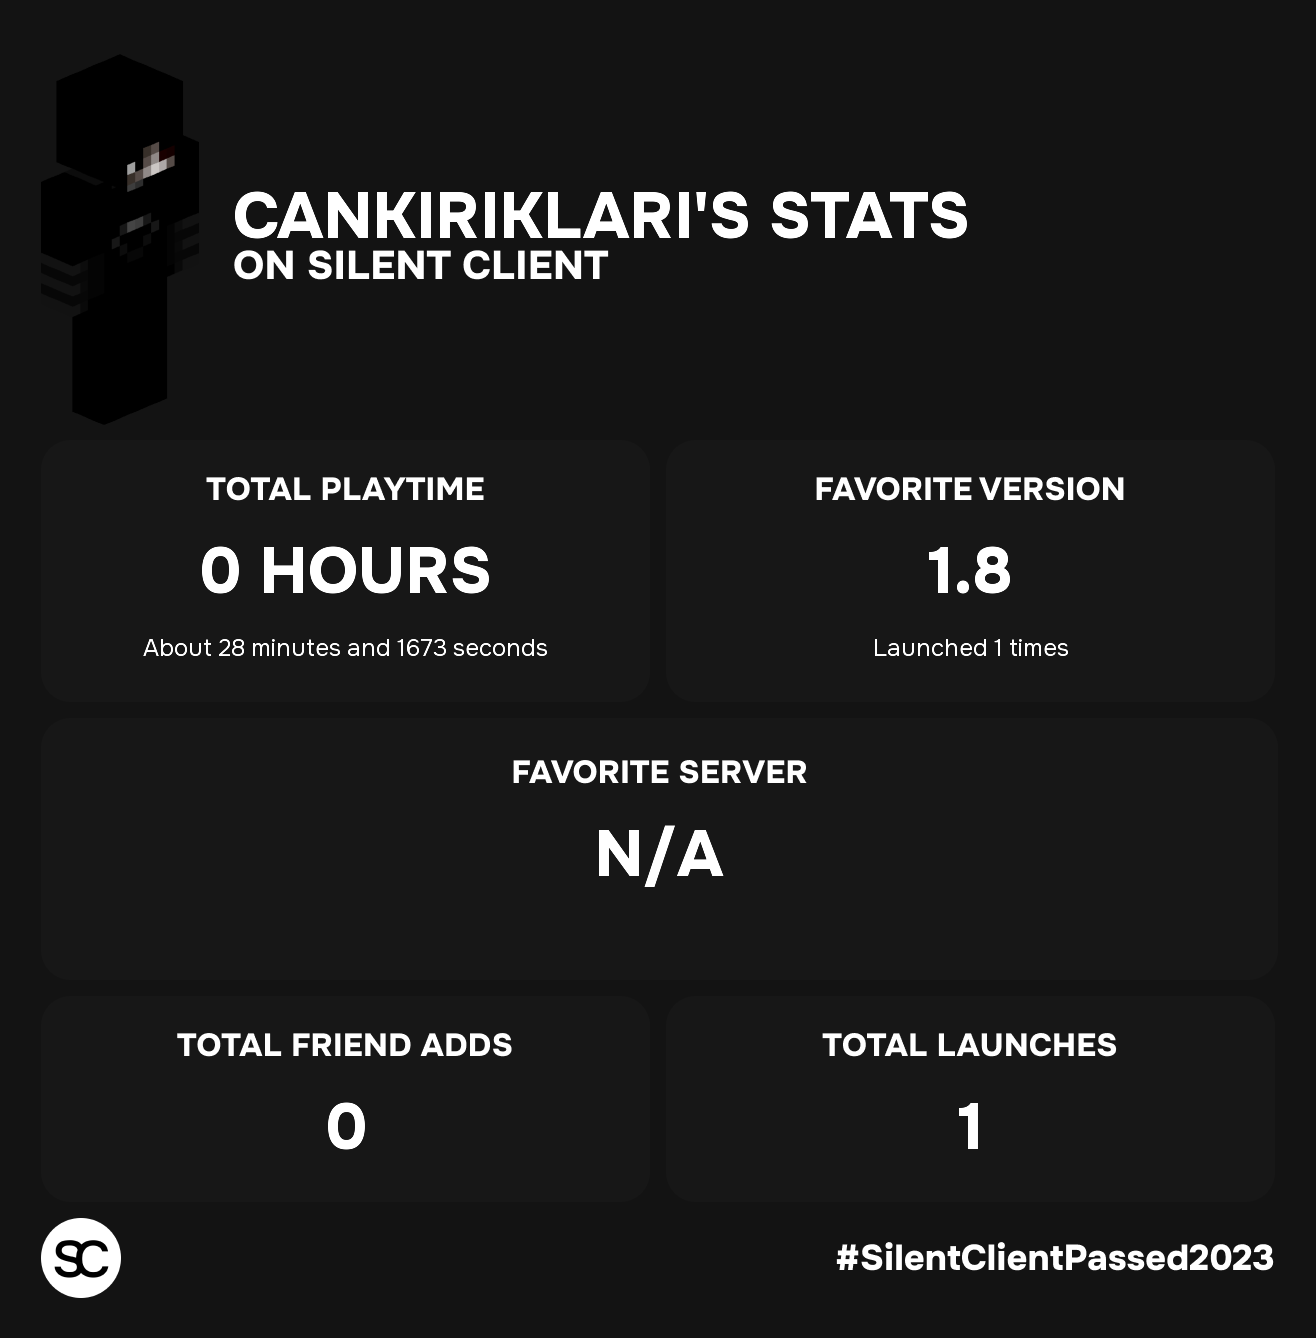 CANKIRIKLARI'S STATS
ON SILENT CLIENT
TOTAL PLAYTIME
0 HOURS
About 28 minutes and 1673 seconds
FAVORITE VERSION
1.8
Launched 1 times
FAVORITE SERVER
N/A
TOTAL FRIEND ADDS
0
TOTAL LAUNCHES
1
SC
#SilentClientPassed2023